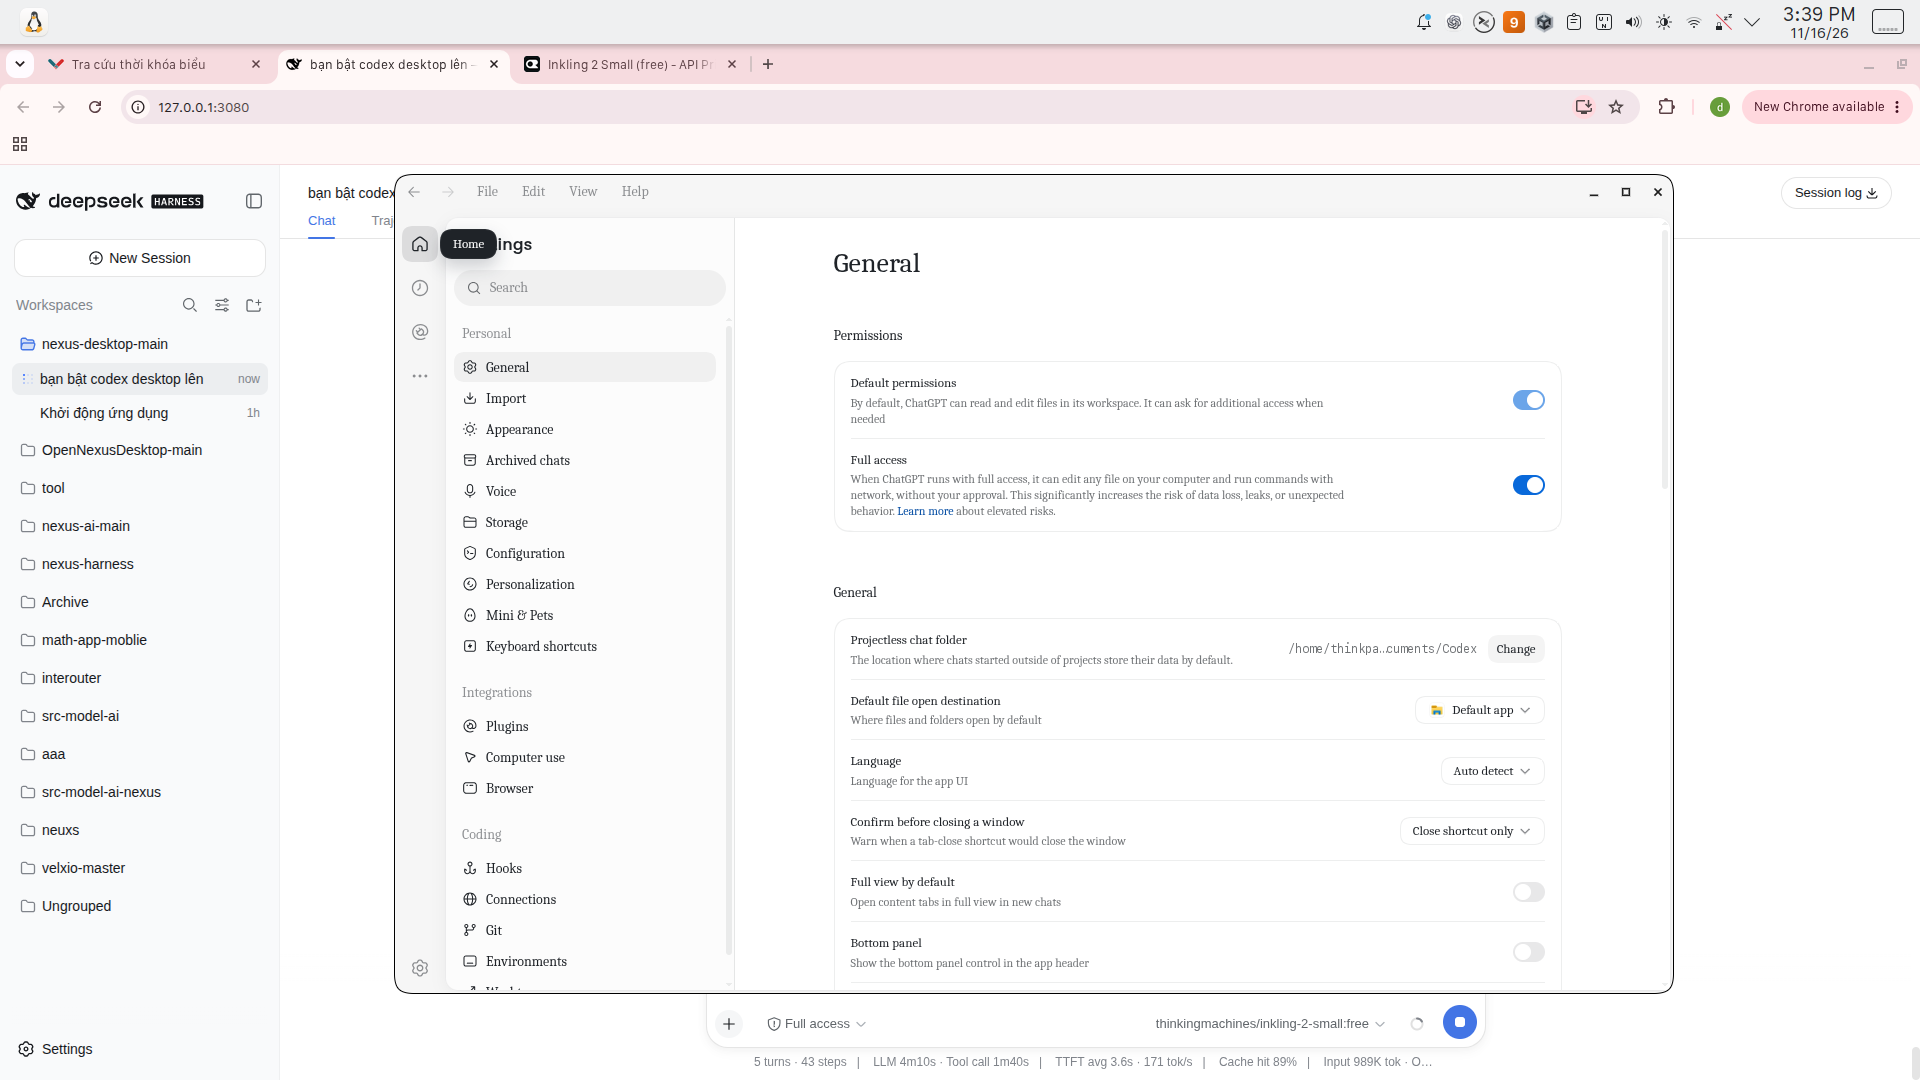 9
3:39 PM
11/16/26
Tra cứu thời khóa biểu
bạn bật codex desktop lên -
Inkling 2 Small (free) - API Pr
127.0.0.1:3080
d
New Chrome available
deepseek HARNESS
New Session
Workspaces
nexus-desktop-main
bạn bật codex desktop lên now
Khởi động ứng dụng 1h
OpenNexusDesktop-main
tool
nexus-ai-main
nexus-harness
Archive
math-app-moblie
interouter
src-model-ai
aaa
src-model-ai-nexus
neuxs
velxio-master
Ungrouped
Settings
bạn bật codex
Session log
Chat
Traj
File Edit View Help
Home
ings
Search
Personal
General
Import
Appearance
Archived chats
Voice
Storage
Configuration
Personalization
Mini & Pets
Keyboard shortcuts
Integrations
Plugins
Computer use
Browser
Coding
Hooks
Connections
Git
Environments
General
Permissions
Default permissions
By default, ChatGPT can read and edit files in its workspace. It can ask for additional access when
needed
Full access
When ChatGPT runs with full access, it can edit any file on your computer and run commands with
network, without your approval. This significantly increases the risk of data loss, leaks, or unexpected
behavior. Learn more about elevated risks.
General
Projectless chat folder
The location where chats started outside of projects store their data by default.
/home/thinkpa…cuments/Codex Change
Default file open destination
Where files and folders open by default
Default app
Language
Language for the app UI
Auto detect
Confirm before closing a window
Warn when a tab-close shortcut would close the window
Close shortcut only
Full view by default
Open content tabs in full view in new chats
Bottom panel
Show the bottom panel control in the app header
Full access
thinkingmachines/inkling-2-small:free
5 turns · 43 steps | LLM 4m10s · Tool call 1m40s | TTFT avg 3.6s · 171 tok/s | Cache hit 89% | Input 989K tok · O…